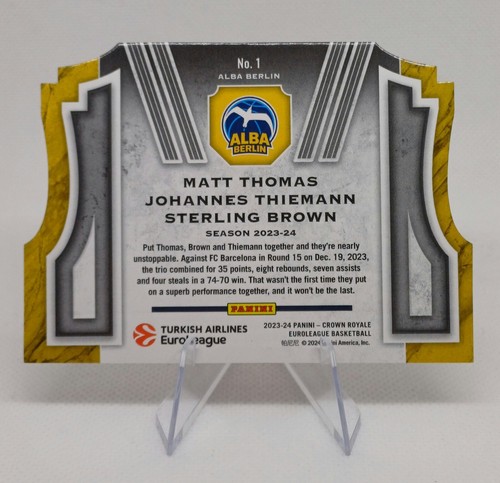 No. 1
ALBA BERLIN
ALBA
BERLIN
MATT THOMAS
JOHANNES THIEMANN
STERLING BROWN
SEASON 2023-24
Put Thomas, Brown and Thiemann together and they're nearly
unstoppable. Against FC Barcelona in Round 15 on Dec. 19, 2023,
the trio combined for 35 points, eight rebounds, seven assists
and four steals in a 74-70 win. That wasn't the first time they put
on a superb performance together, and it won't be the last.
PANINI
TURKISH AIRLINES
EuroLeague
2023-24 PANINI – CROWN ROYALE
EUROLEAGUE BASKETBALL
© 2024 Panini America, Inc.